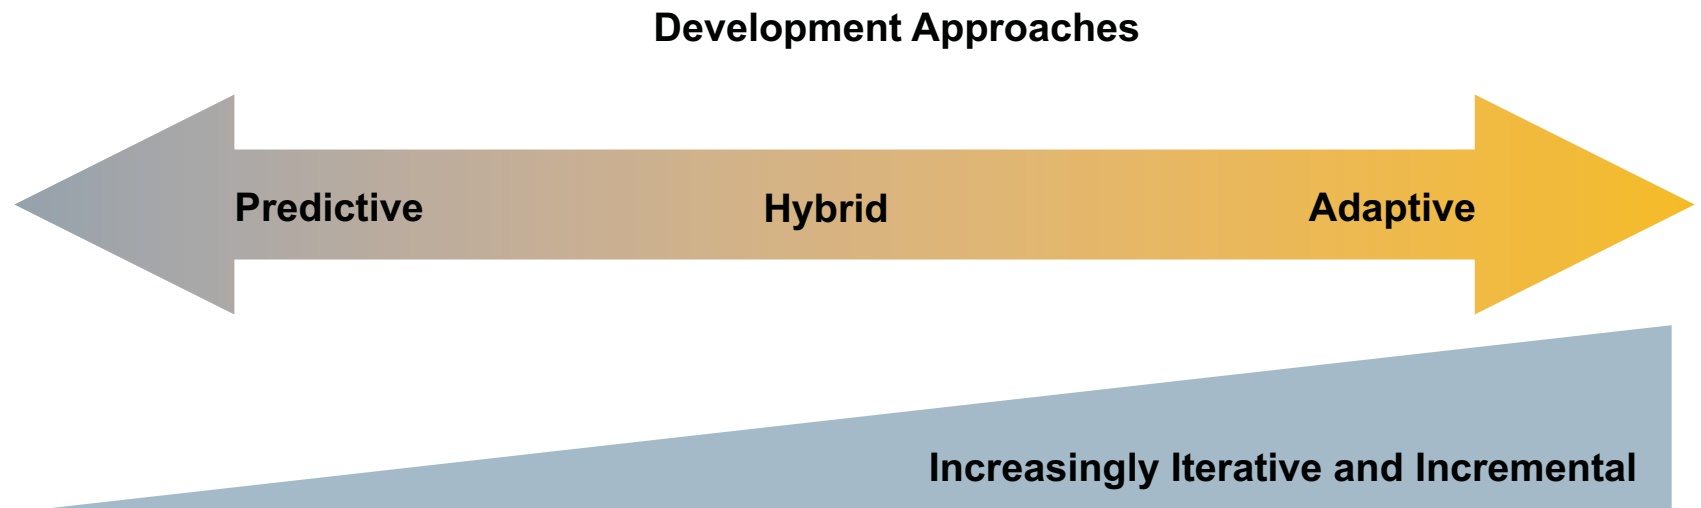 Development Approaches
Predictive Hybrid Adaptive
Increasingly Iterative and Incremental